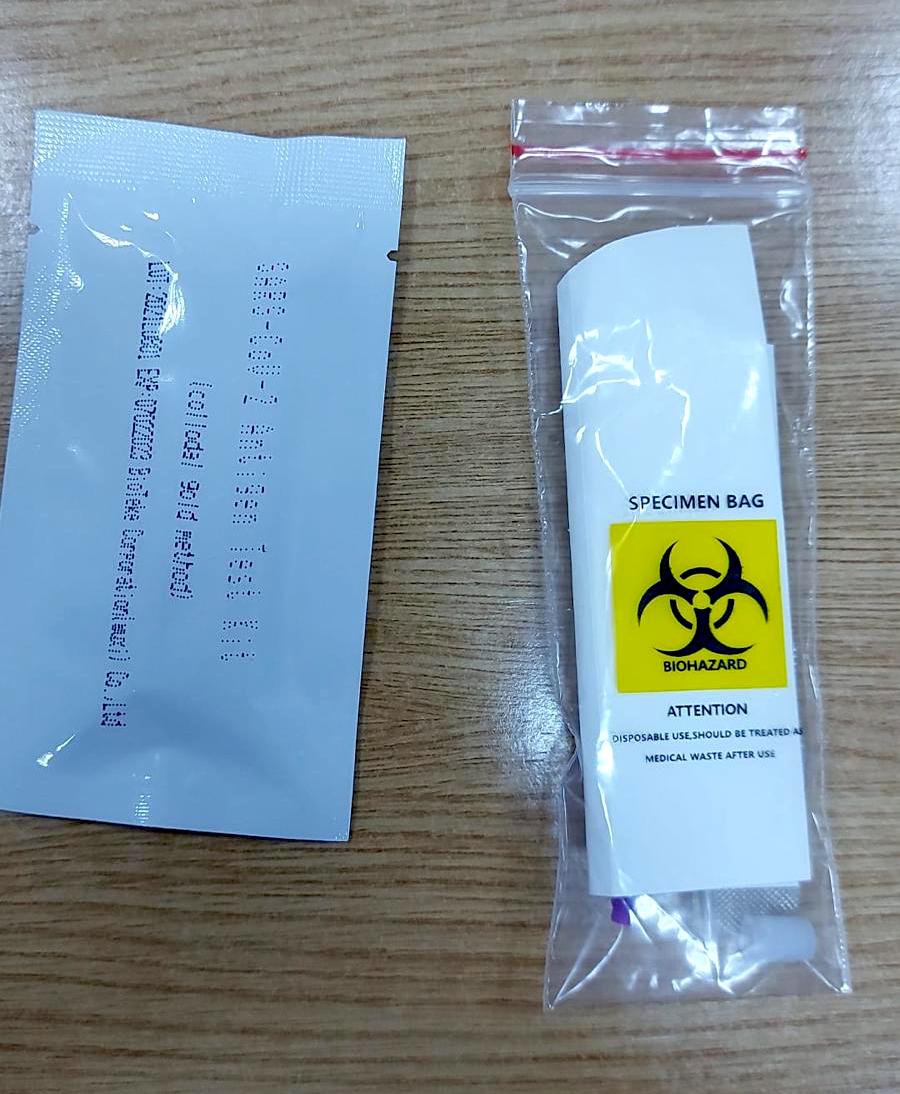 SARS-CoV-2 Antigen Test Kit
(colloidal gold method)
SPECIMEN BAG
BIOHAZARD
ATTENTION
DISPOSABLE USE,SHOULD BE TREATED AS
MEDICAL WASTE AFTER USE